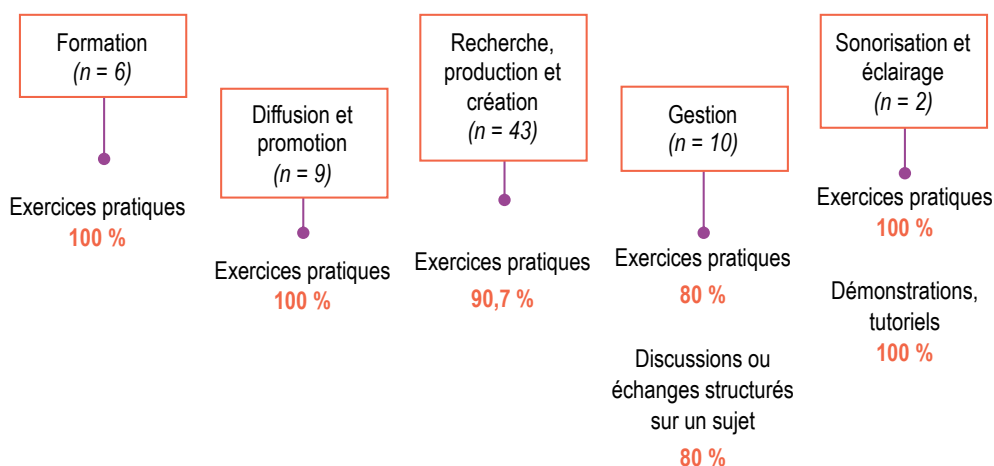 Formation
(n = 6)
Exercices pratiques
100 %
Diffusion et
promotion
(n = 9)
Exercices pratiques
100 %
Recherche,
production et
création
(n = 43)
Exercices pratiques
90,7 %
Gestion
(n = 10)
Exercices pratiques
80 %
Discussions ou
échanges structurés
sur un sujet
80 %
Sonorisation et
éclairage
(n = 2)
Exercices pratiques
100 %
Démonstrations,
tutoriels
100 %